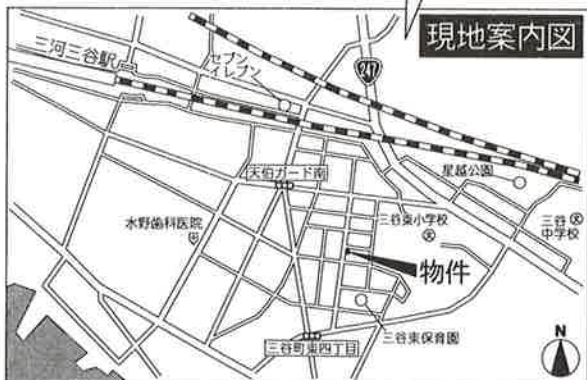 現地案内図
三河三谷駅
セブン
イレブン
247
天伯ガード南
星越公園
水野歯科医院
三谷東小学校
文
三谷
中学校
文
物件
三谷東保育園
三谷町東四丁目
N